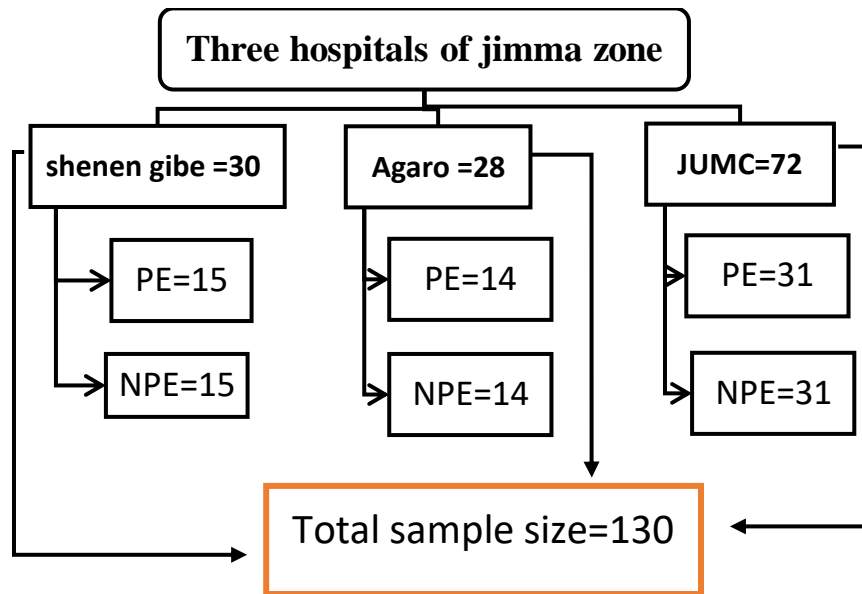 Three hospitals of jimma zone
shenen gibe =30
Agaro =28
JUMC=72
PE=15
PE=14
PE=31
NPE=15
NPE=14
NPE=31
Total sample size=130